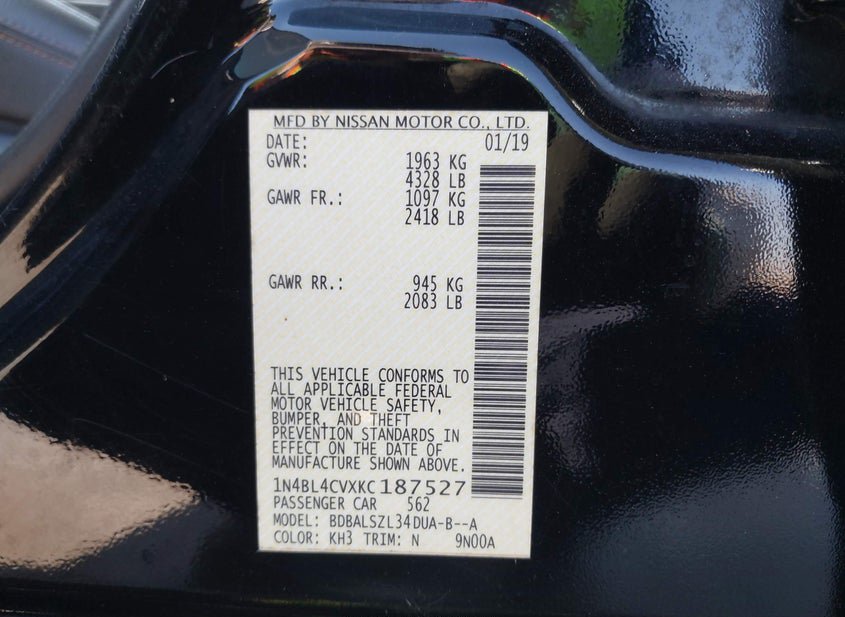 MFD BY NISSAN MOTOR CO., LTD.
DATE: 01/19
GVWR: 1963 KG
4328 LB
GAWR FR.: 1097 KG
2418 LB
GAWR RR.: 945 KG
2083 LB
THIS VEHICLE CONFORMS TO
ALL APPLICABLE FEDERAL
MOTOR VEHICLE SAFETY,
BUMPER, AND THEFT
PREVENTION STANDARDS IN
EFFECT ON THE DATE OF
MANUFACTURE SHOWN ABOVE.
1N4BL4CVXKC187527
PASSENGER CAR 562
MODEL: BDBALSZL34DUA-B--A
COLOR: KH3 TRIM: N 9N00A